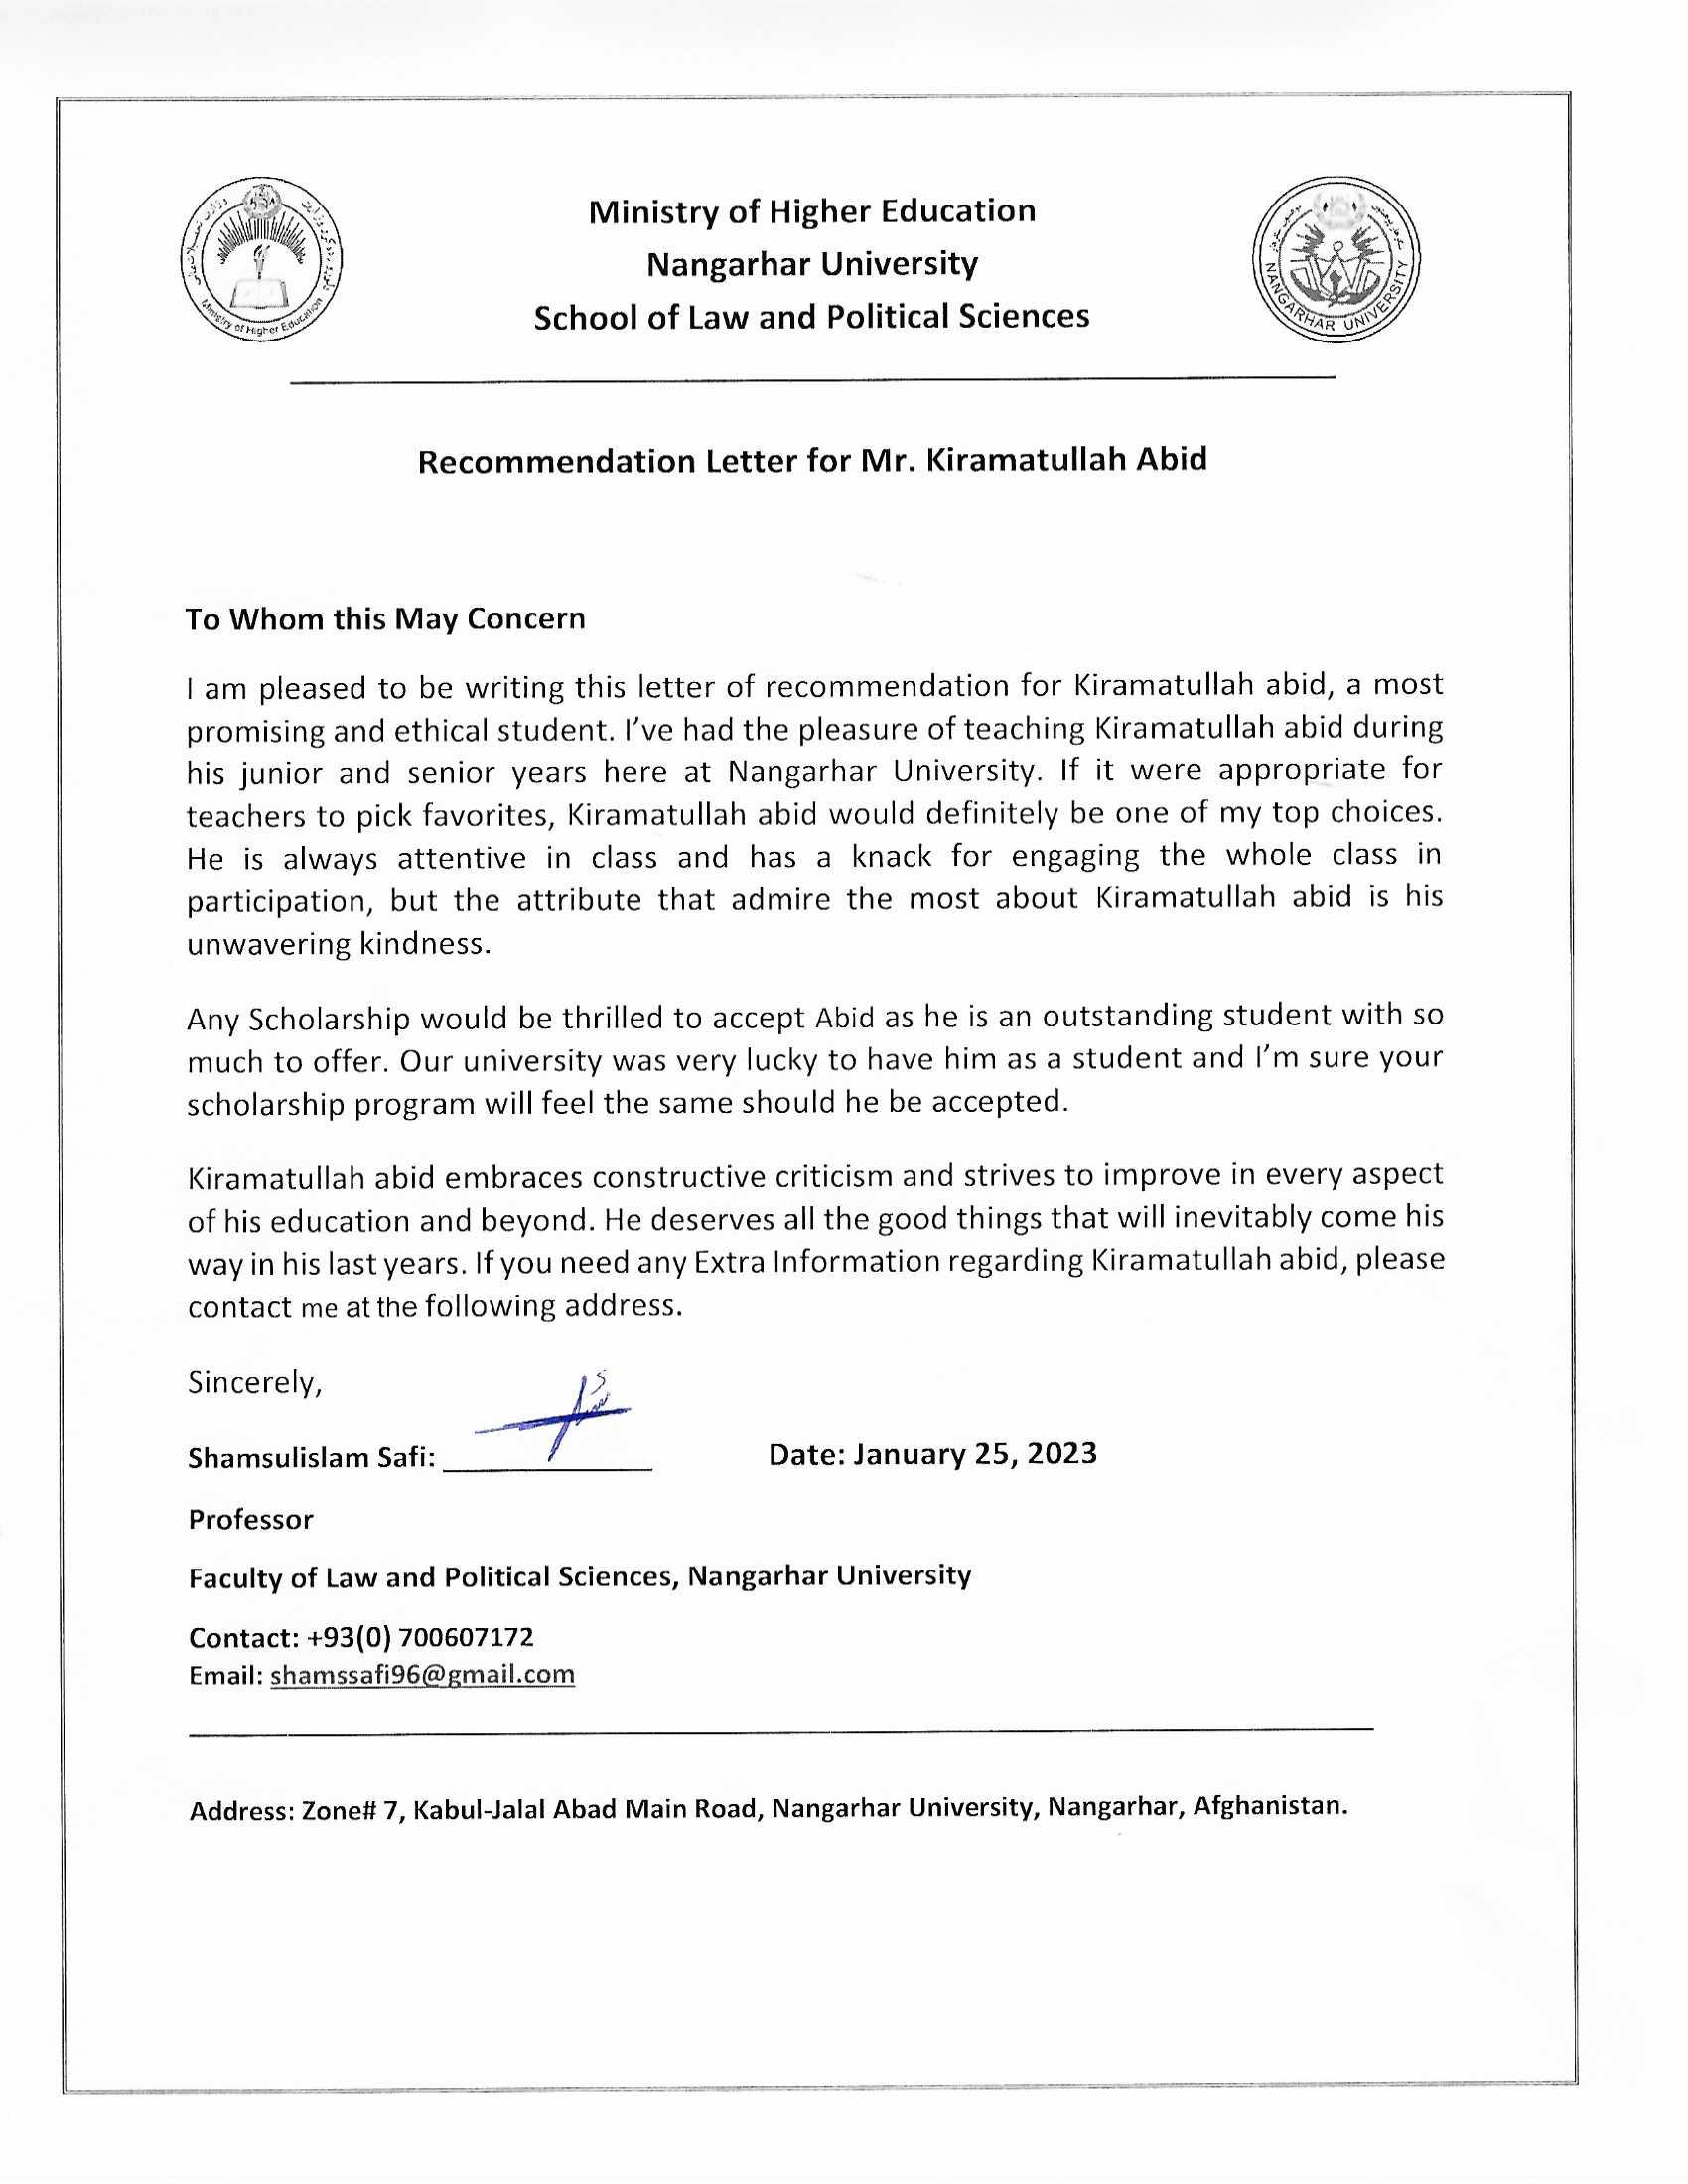 Ministry of Higher Education
Nangarhar University
School of Law and Political Sciences
Ministry of Higher Education
NANGARHAR UNIVERSITY
Recommendation Letter for Mr. Kiramatullah Abid
To Whom this May Concern
I am pleased to be writing this letter of recommendation for Kiramatullah abid, a most
promising and ethical student. I’ve had the pleasure of teaching Kiramatullah abid during
his junior and senior years here at Nangarhar University. If it were appropriate for
teachers to pick favorites, Kiramatullah abid would definitely be one of my top choices.
He is always attentive in class and has a knack for engaging the whole class in
participation, but the attribute that admire the most about Kiramatullah abid is his
unwavering kindness.
Any Scholarship would be thrilled to accept Abid as he is an outstanding student with so
much to offer. Our university was very lucky to have him as a student and I’m sure your
scholarship program will feel the same should he be accepted.
Kiramatullah abid embraces constructive criticism and strives to improve in every aspect
of his education and beyond. He deserves all the good things that will inevitably come his
way in his last years. If you need any Extra Information regarding Kiramatullah abid, please
contact me at the following address.
Sincerely,
Shamsulislam Safi: Date: January 25, 2023
Professor
Faculty of Law and Political Sciences, Nangarhar University
Contact: +93(0) 700607172
Email: shamssafi96@gmail.com
Address: Zone# 7, Kabul-Jalal Abad Main Road, Nangarhar University, Nangarhar, Afghanistan.